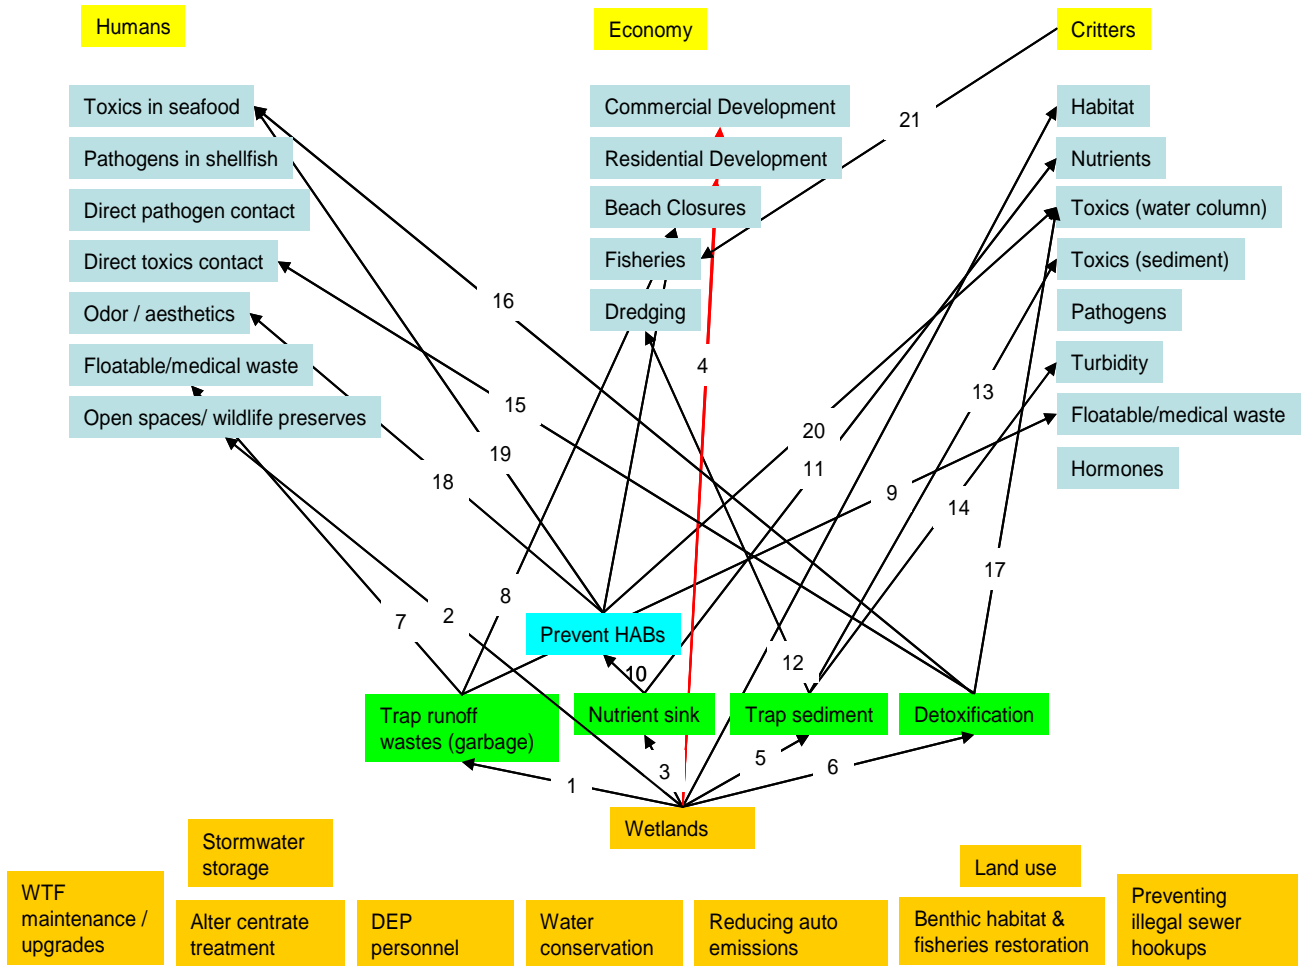 Humans
Economy
Critters
Toxics in seafood
Commercial Development
21
Habitat
Pathogens in shellfish
Residential Development
Nutrients
Direct pathogen contact
Beach Closures
Toxics (water column)
Direct toxics contact
Fisheries
Toxics (sediment)
Odor / aesthetics
16
Dredging
Pathogens
Floatable/medical waste
4
Turbidity
15
13
Open spaces/ wildlife preserves
20
Floatable/medical waste
19
11
Hormones
18
9
14
17
8
7
2
Prevent HABs
12
10
Trap runoff
wastes (garbage)
Nutrient sink
Trap sediment
Detoxification
1
3
5
6
Wetlands
Stormwater
storage
Land use
WTF
maintenance /
upgrades
Alter centrate
treatment
DEP
personnel
Water
conservation
Reducing auto
emissions
Benthic habitat &
fisheries restoration
Preventing
illegal sewer
hookups